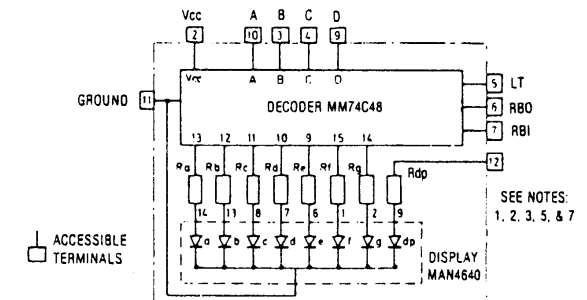 Vcc A B C D
2 10 3 4 9
Vcc A B C D
DECODER MM74C48
GROUND 11
5 LT
6 RBO
7 RBI
13 12 11 10 9 15 14
12
Ra Rb Rc Rd Re Rf Rg Rdp
SEE NOTES:
1, 2, 3, 5, & 7
14 13 8 7 6 1 2 9
a b c d e f g dp
DISPLAY
MAN4640
ACCESSIBLE
TERMINALS